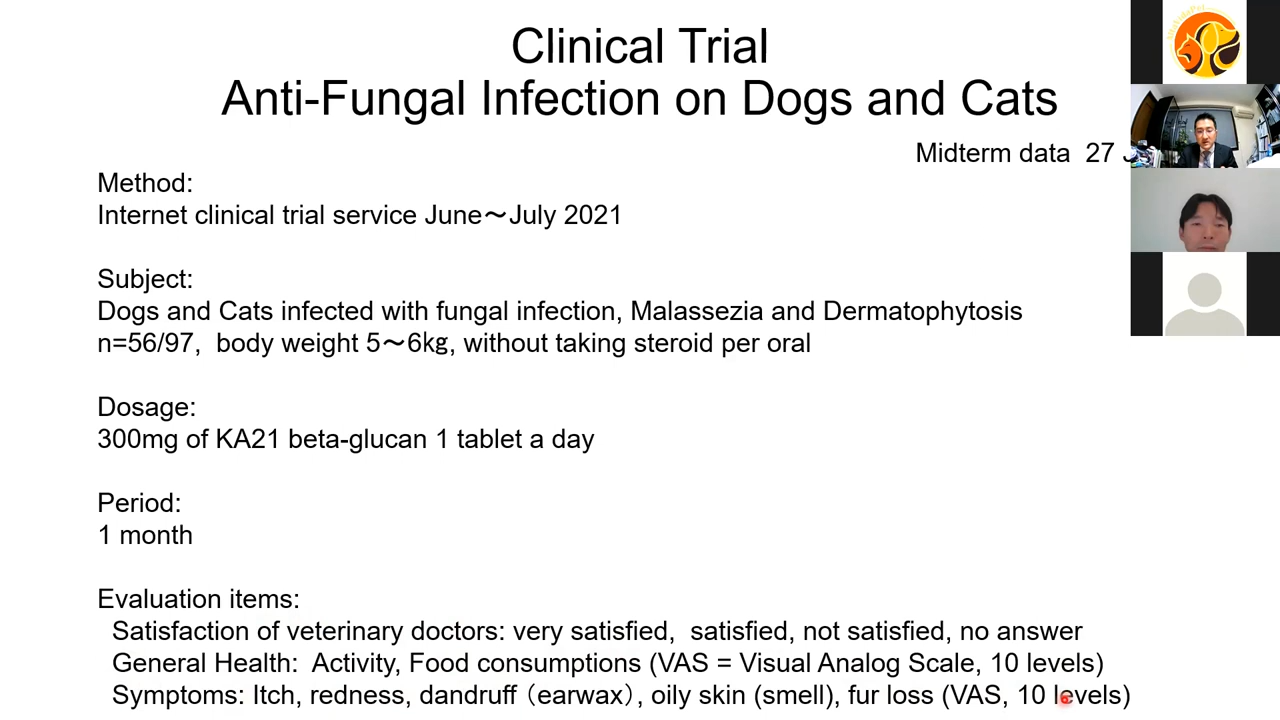 Clinical Trial
Anti-Fungal Infection on Dogs and Cats
Midterm data 27
Method:
Internet clinical trial service June～July 2021
Subject:
Dogs and Cats infected with fungal infection, Malassezia and Dermatophytosis
n=56/97, body weight 5～6㎏, without taking steroid per oral
Dosage:
300mg of KA21 beta-glucan 1 tablet a day
Period:
1 month
Evaluation items:
Satisfaction of veterinary doctors: very satisfied, satisfied, not satisfied, no answer
General Health: Activity, Food consumptions (VAS = Visual Analog Scale, 10 levels)
Symptoms: Itch, redness, dandruff（earwax）, oily skin (smell), fur loss (VAS, 10 levels)